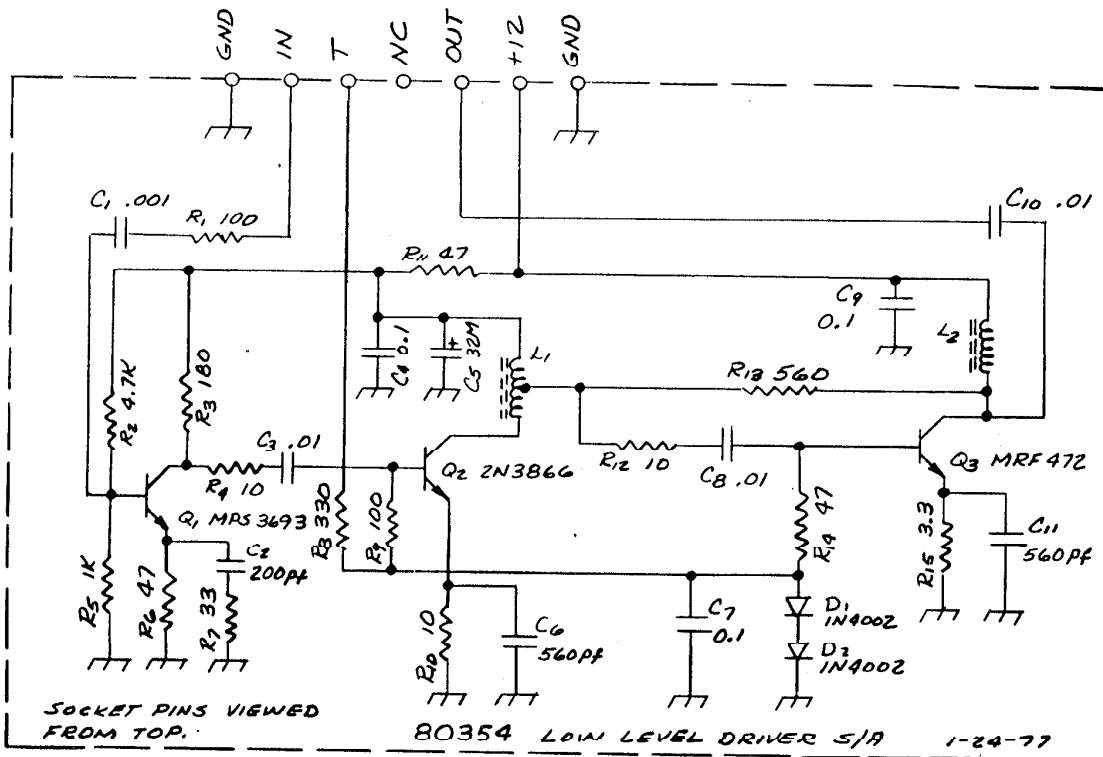 GND
IN
T
NC
OUT
+12
GND
C1 .001
R1 100
C10 .01
R11 47
C9
0.1
L2
C4 0.1
C5 32M
+
L1
R2 4.7K
R3 180
R13 560
C3 .01
R4 10
Q1 MPS3693
Q2 2N3866
R12 10
C8 .01
Q3 MRF472
R8 330
R9 100
R14 47
R5 1K
R6 47
C2
200pf
R7 33
R15 3.3
C11
560pf
R10 10
C6
560pf
C7
0.1
D1
1N4002
D2
1N4002
SOCKET PINS VIEWED
FROM TOP.
80354 LOW LEVEL DRIVER S/A 1-24-77